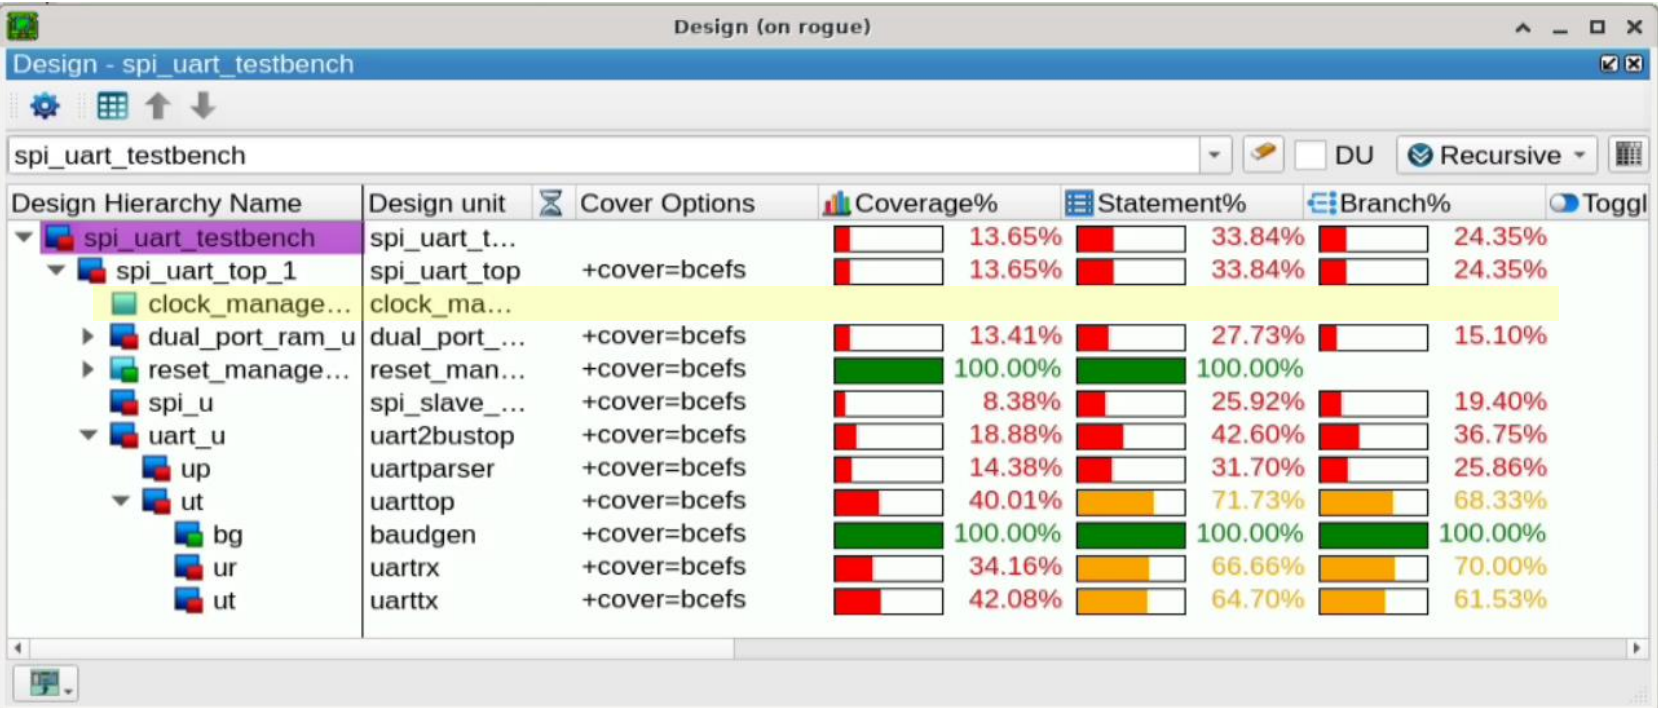 Design (on rogue)
Design - spi_uart_testbench
spi_uart_testbench DU Recursive
Design Hierarchy Name Design unit Cover Options Coverage% Statement% Branch% Toggl
spi_uart_testbench spi_uart_t... 13.65% 33.84% 24.35%
spi_uart_top_1 spi_uart_top +cover=bcefs 13.65% 33.84% 24.35%
clock_manage... clock_ma...
dual_port_ram_u dual_port_... +cover=bcefs 13.41% 27.73% 15.10%
reset_manage... reset_man... +cover=bcefs 100.00% 100.00%
spi_u spi_slave_... +cover=bcefs 8.38% 25.92% 19.40%
uart_u uart2bustop +cover=bcefs 18.88% 42.60% 36.75%
up uartparser +cover=bcefs 14.38% 31.70% 25.86%
ut uarttop +cover=bcefs 40.01% 71.73% 68.33%
bg baudgen +cover=bcefs 100.00% 100.00% 100.00%
ur uartrx +cover=bcefs 34.16% 66.66% 70.00%
ut uarttx +cover=bcefs 42.08% 64.70% 61.53%